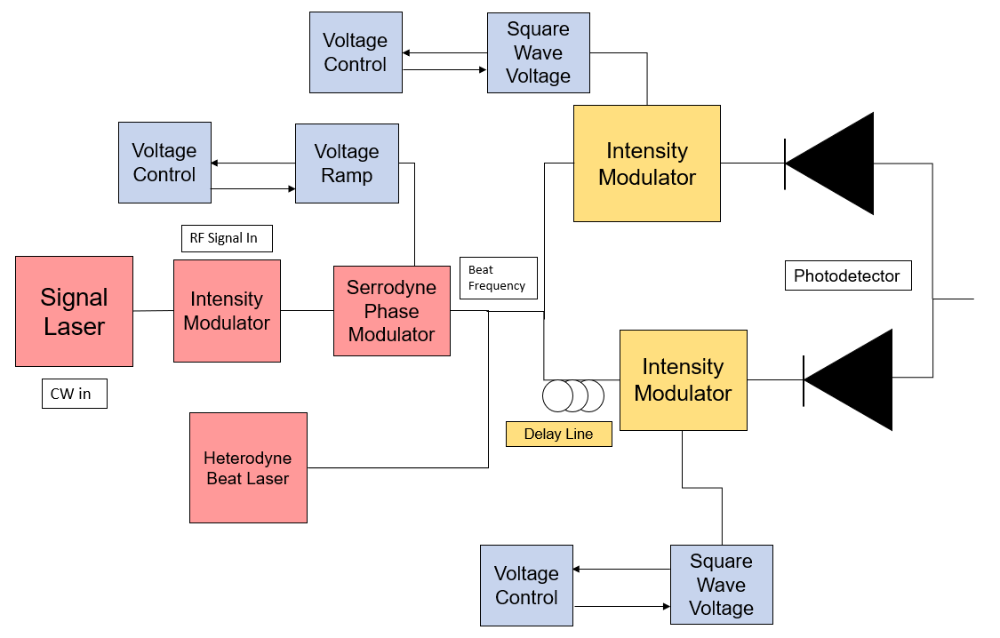 Voltage
Control
Square
Wave
Voltage
Voltage
Control
Voltage
Ramp
Intensity
Modulator
RF Signal In
Signal
Laser
Intensity
Modulator
Serrodyne
Phase
Modulator
Beat
Frequency
Photodetector
CW in
Intensity
Modulator
Delay Line
Heterodyne
Beat Laser
Voltage
Control
Square
Wave
Voltage